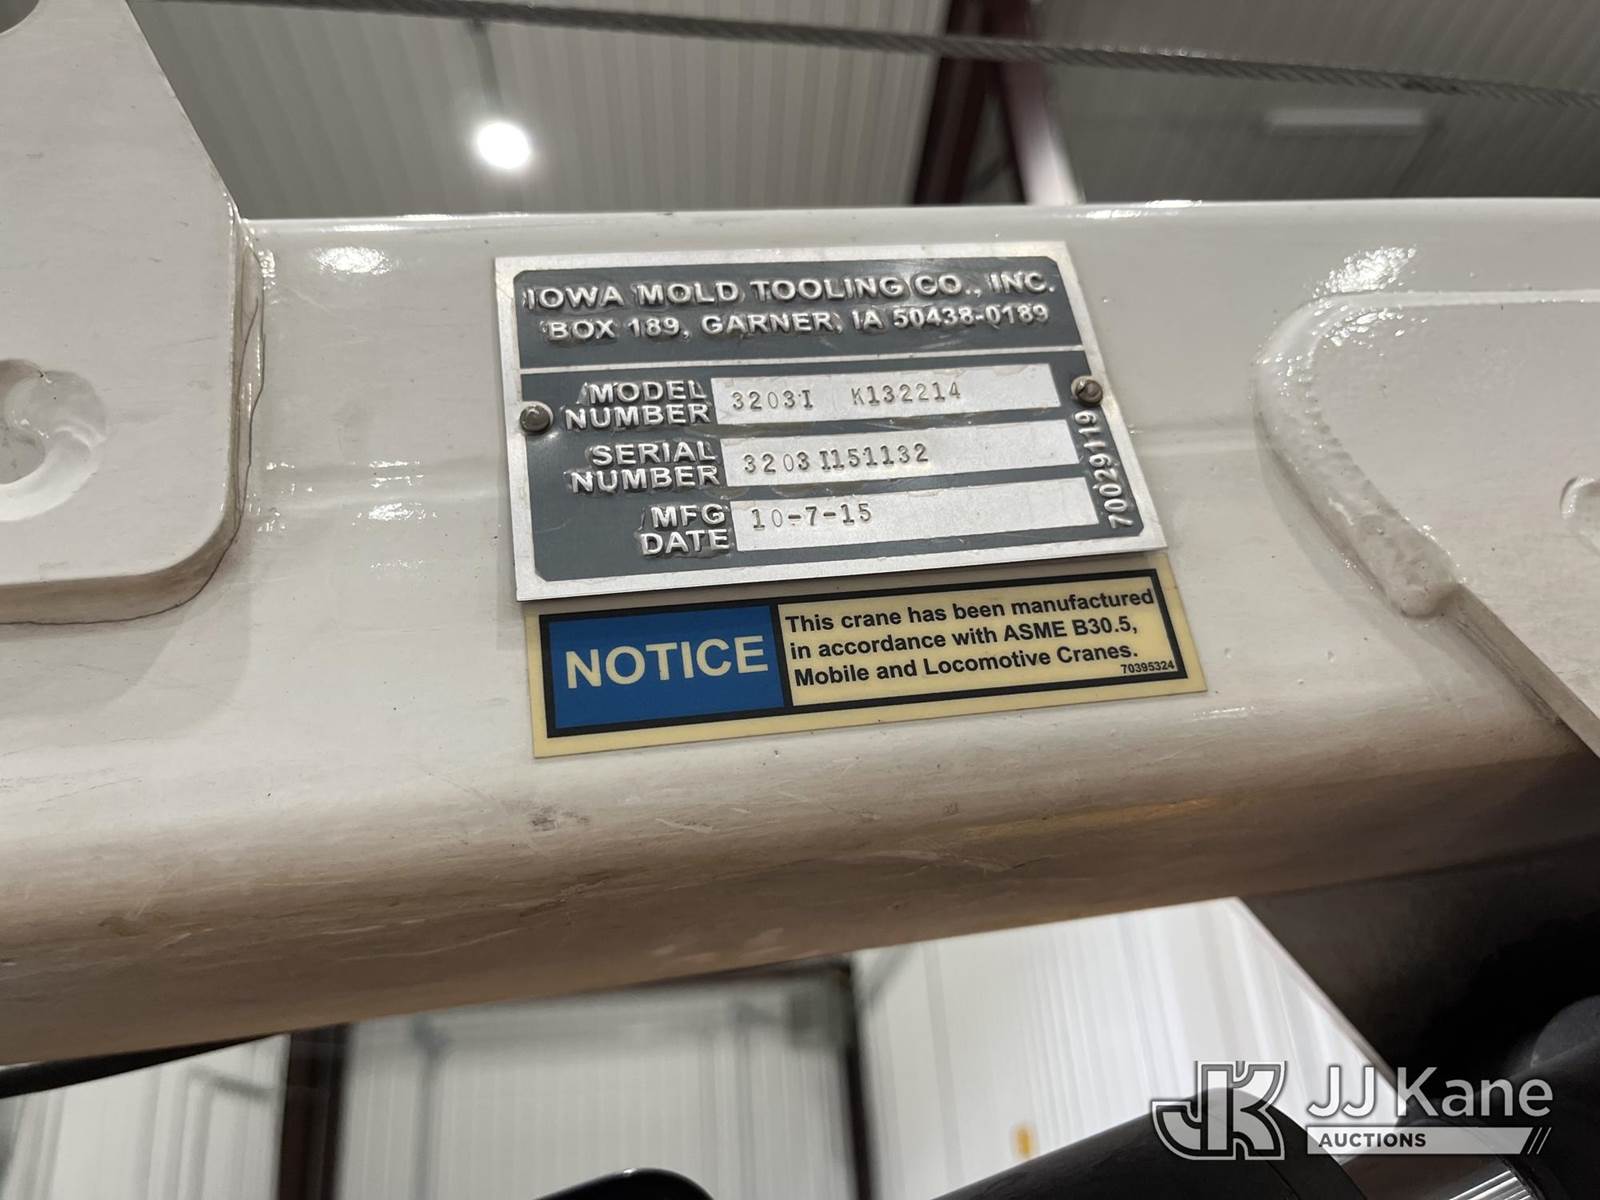 IOWA MOLD TOOLING CO., INC.
BOX 189, GARNER, IA 50438-0189
MODEL NUMBER 3203I K132214
SERIAL NUMBER 3203I151132
MFG DATE 10-7-15
70029119
NOTICE
This crane has been manufactured
in accordance with ASME B30.5,
Mobile and Locomotive Cranes.
70395324
JK JJ Kane
AUCTIONS